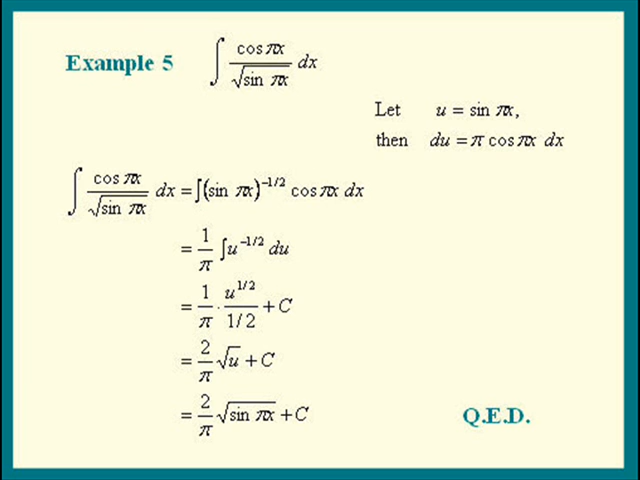 Example 5 ∫ cos πx / √sin πx dx
Let u = sin πx,
then du = π cos πx dx
∫ cos πx / √sin πx dx = ∫(sin πx)^−1/2 cos πx dx
= 1/π ∫u^−1/2 du
= 1/π · u^1/2 / 1/2 + C
= 2/π √u + C
= 2/π √sin πx + C
Q.E.D.